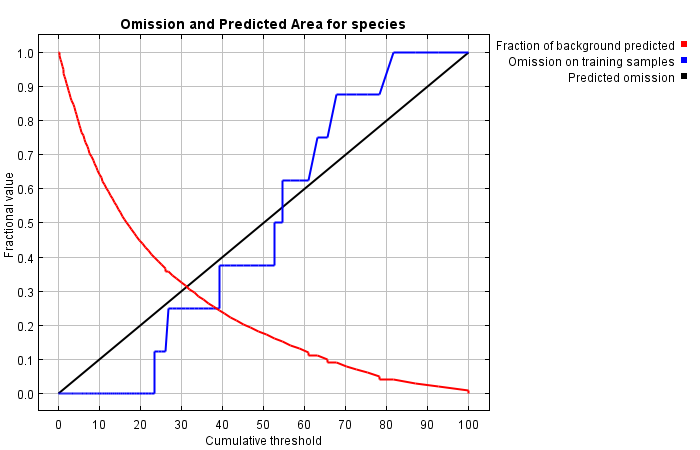 Omission and Predicted Area for species
Fraction of background predicted
Omission on training samples
Predicted omission
Fractional value
1.0
0.9
0.8
0.7
0.6
0.5
0.4
0.3
0.2
0.1
0.0
0 10 20 30 40 50 60 70 80 90 100
Cumulative threshold